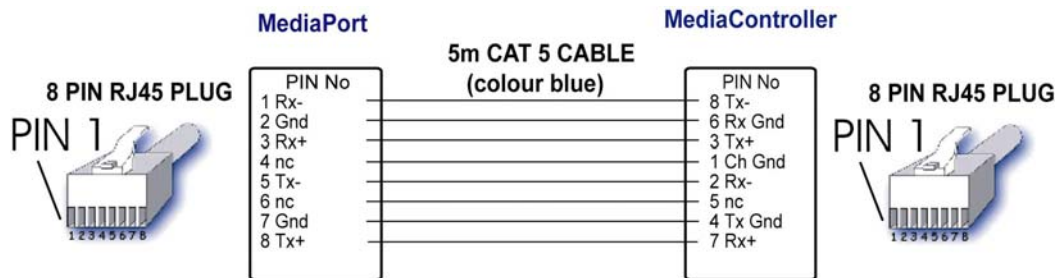 MediaPort
MediaController
5m CAT 5 CABLE
(colour blue)
8 PIN RJ45 PLUG
PIN 1
12345678
PIN No
1 Rx-
2 Gnd
3 Rx+
4 nc
5 Tx-
6 nc
7 Gnd
8 Tx+
PIN No
8 Tx-
6 Rx Gnd
3 Tx+
1 Ch Gnd
2 Rx-
5 nc
4 Tx Gnd
7 Rx+
8 PIN RJ45 PLUG
PIN 1
12345678